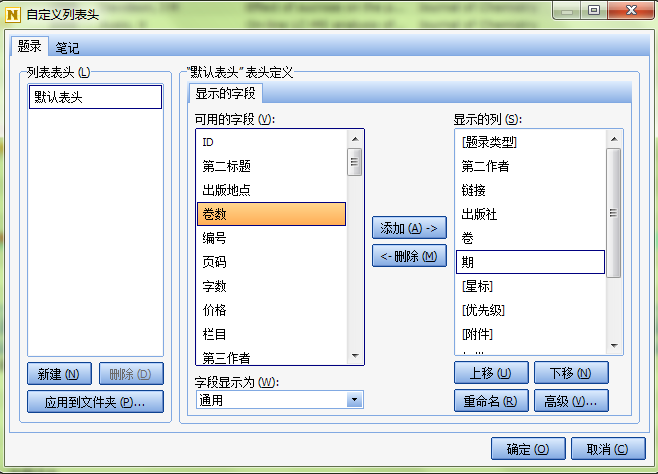 自定义列表头
题录 笔记
列表表头 (L)
默认表头
新建 (N) 删除 (D)
应用到文件夹 (P)...
"默认表头" 表头定义
显示的字段
可用的字段 (V):
ID
第二标题
出版地点
卷数
编号
页码
字数
价格
栏目
第三作者
字段显示为 (W):
通用
添加 (A) ->
<- 删除 (M)
显示的列 (S):
[题录类型]
第二作者
链接
出版社
卷
期
[星标]
[优先级]
[附件]
上移 (U) 下移 (N)
重命名 (R) 高级 (V)...
确定 (O) 取消 (C)